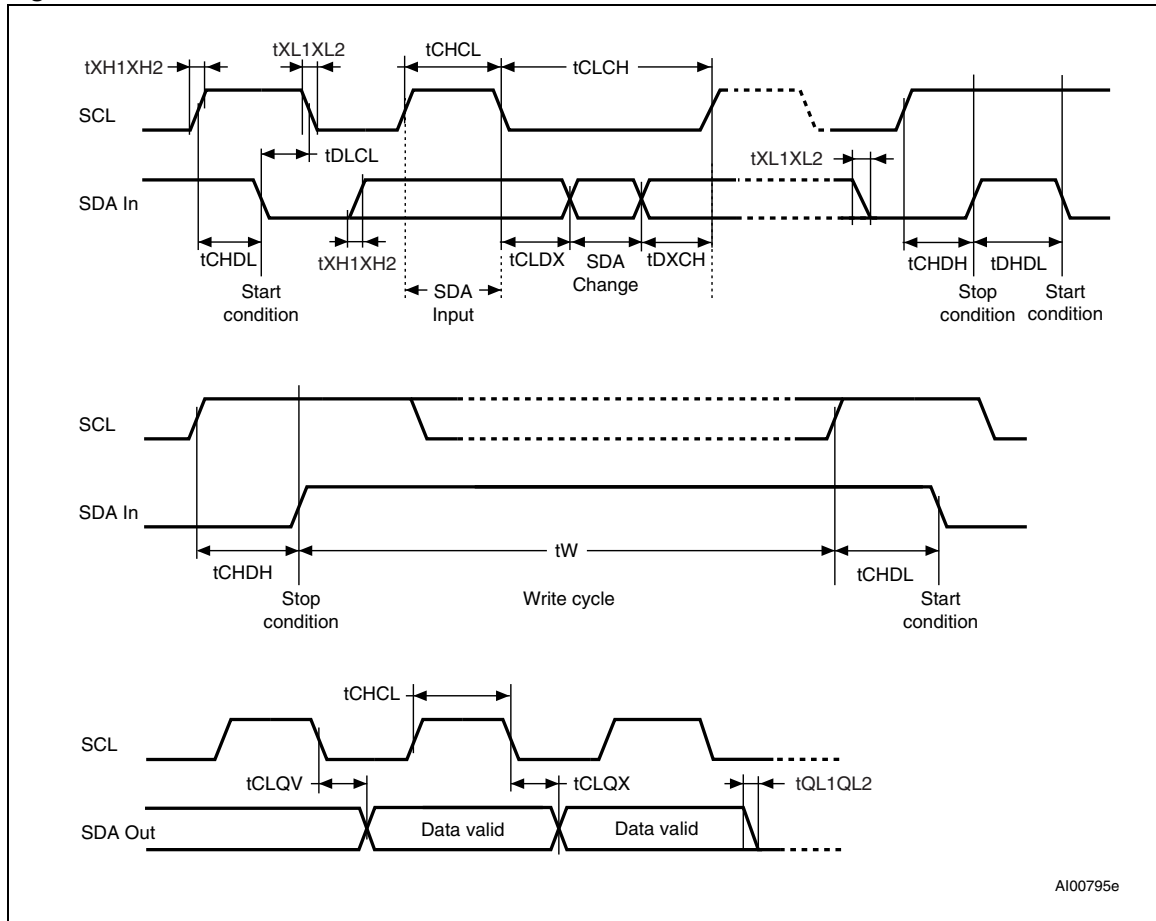 tXH1XH2
tXL1XL2
tCHCL
tCLCH
SCL
tDLCL
tXL1XL2
SDA In
tCHDL
tXH1XH2
tCLDX
SDA
Change
tDXCH
tCHDH
tDHDL
Start
condition
SDA
Input
Stop
condition
Start
condition
SCL
SDA In
tCHDH
tW
tCHDL
Stop
condition
Write cycle
Start
condition
tCHCL
SCL
tCLQV
tCLQX
tQL1QL2
SDA Out
Data valid
Data valid
AI00795e